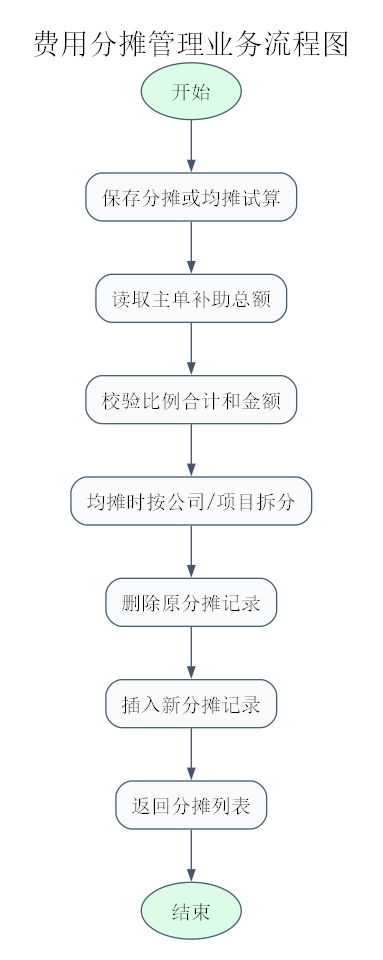 费用分摊管理业务流程图
开始
保存分摊或均摊试算
读取主单补助总额
校验比例合计和金额
均摊时按公司/项目拆分
删除原分摊记录
插入新分摊记录
返回分摊列表
结束